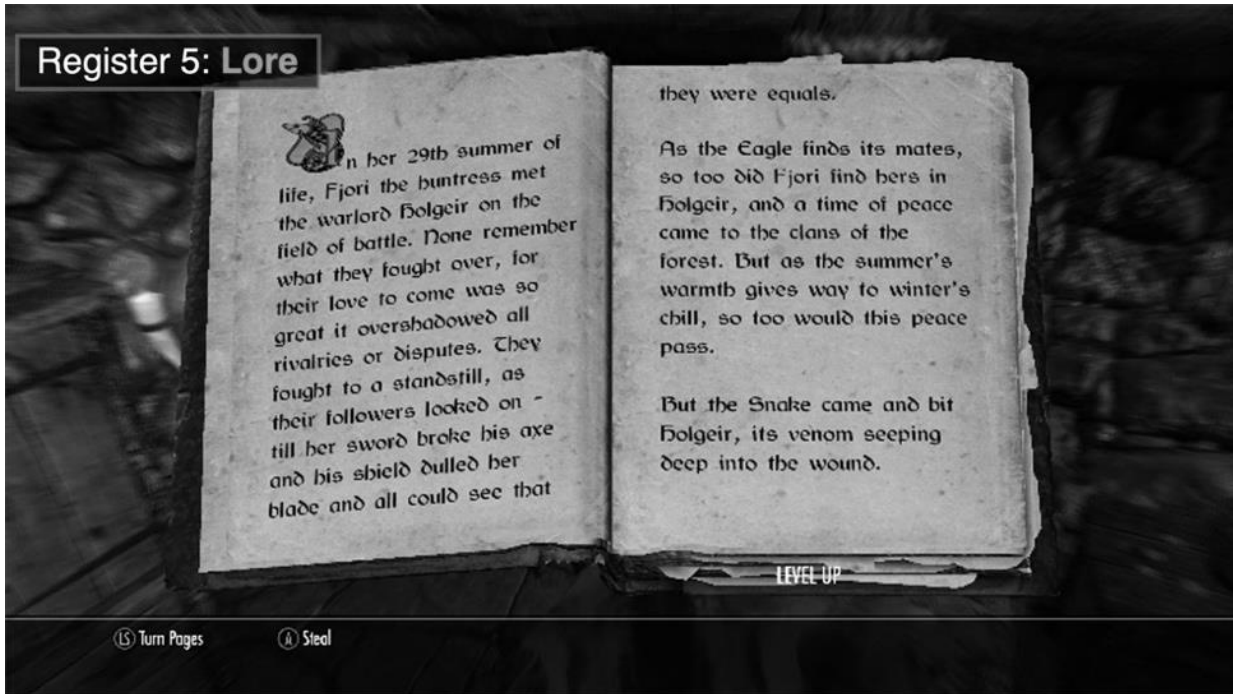 Register 5: Lore
In her 29th summer of
life, Fjori the huntress met
the warlord Holgeir on the
field of battle. None remember
what they fought over, for
their love to come was so
great it overshadowed all
rivalries or disputes. They
fought to a standstill, as
their followers looked on -
till her sword broke his axe
and his shield dulled her
blade and all could see that
they were equals.
As the Eagle finds its mates,
so too did Fjori find hers in
Holgeir, and a time of peace
came to the clans of the
forest. But as the summer's
warmth gives way to winter's
chill, so too would this peace
pass.
But the Snake came and bit
Holgeir, its venom seeping
deep into the wound.
LEVEL UP
LS Turn Pages
A Steal